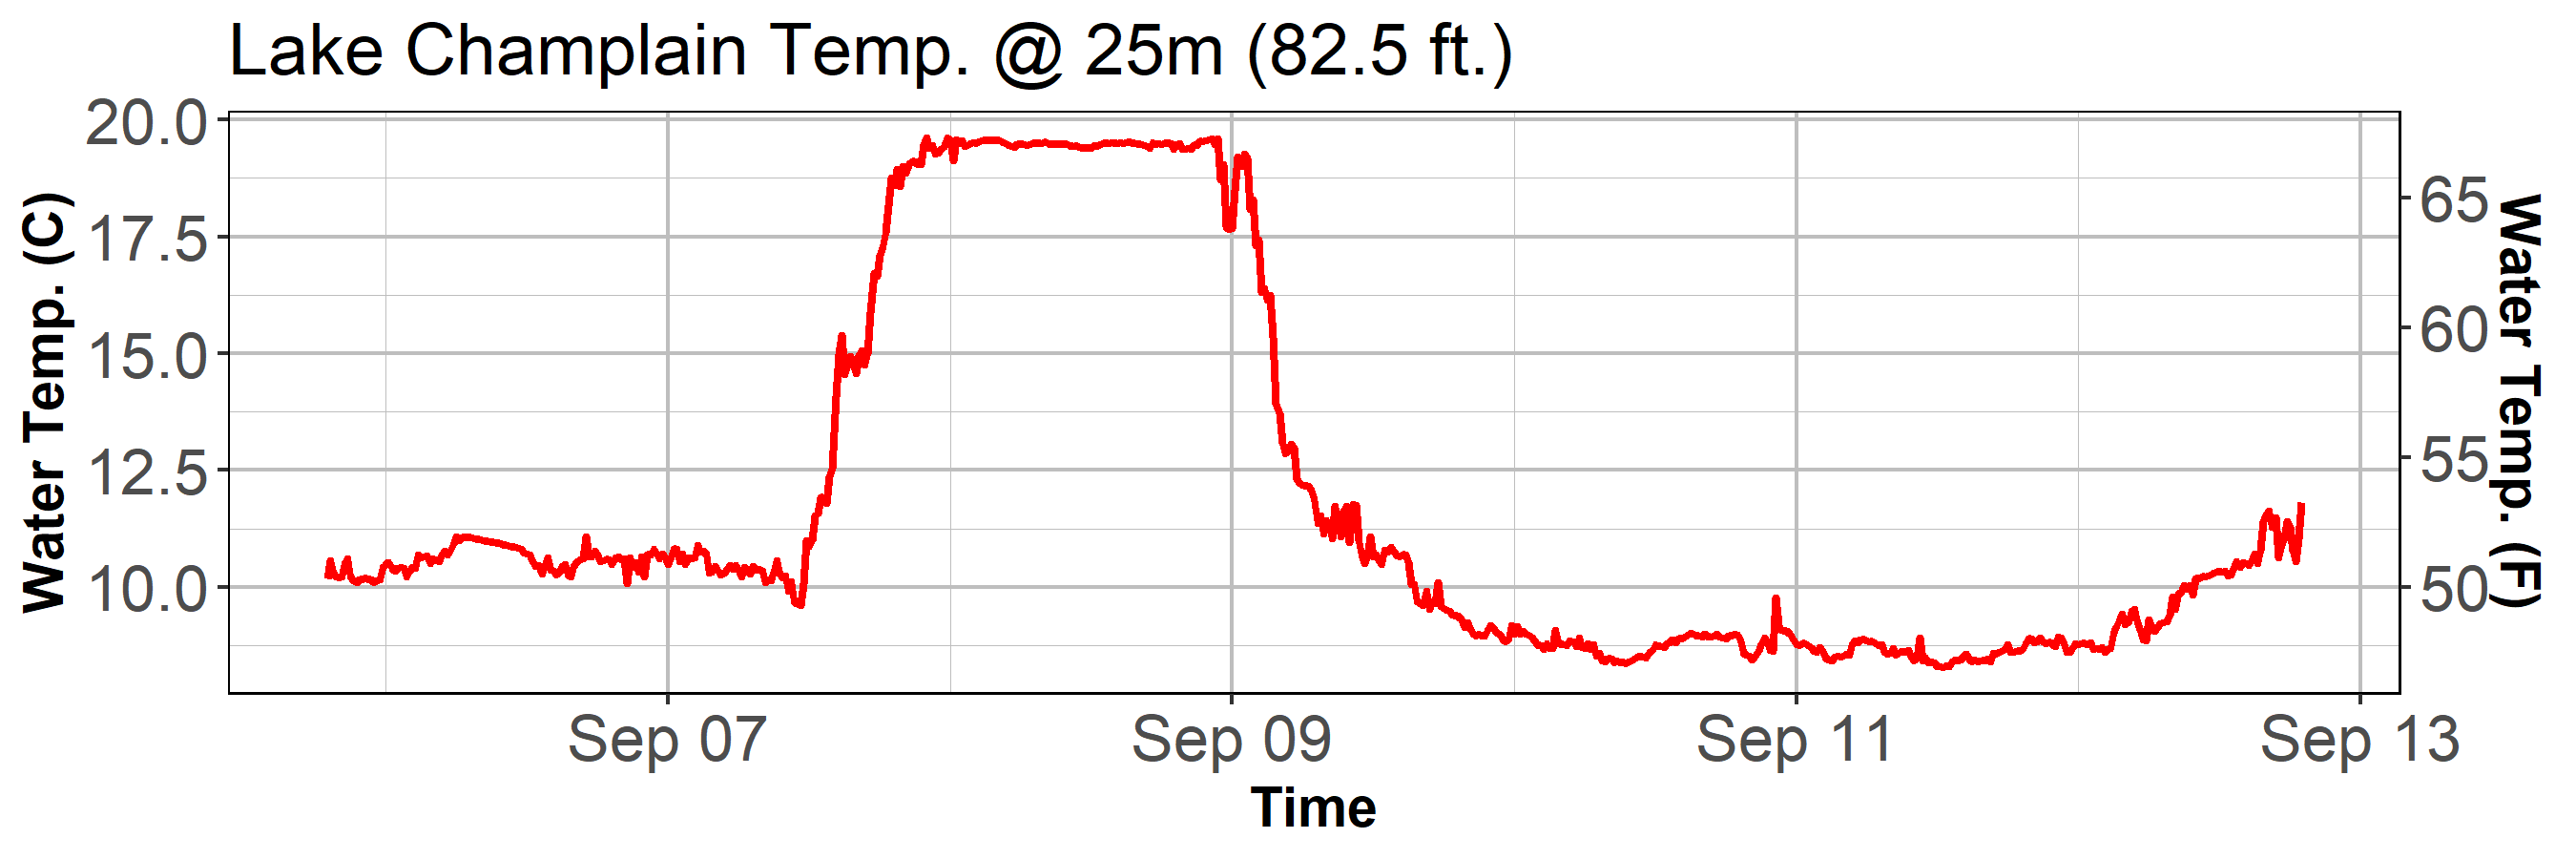 Lake Champlain Temp. @ 25m (82.5 ft.)
Water Temp. (C)
20.0
17.5
15.0
12.5
10.0
65
60
55
50
Water Temp. (F)
Sep 07
Sep 09
Sep 11
Sep 13
Time